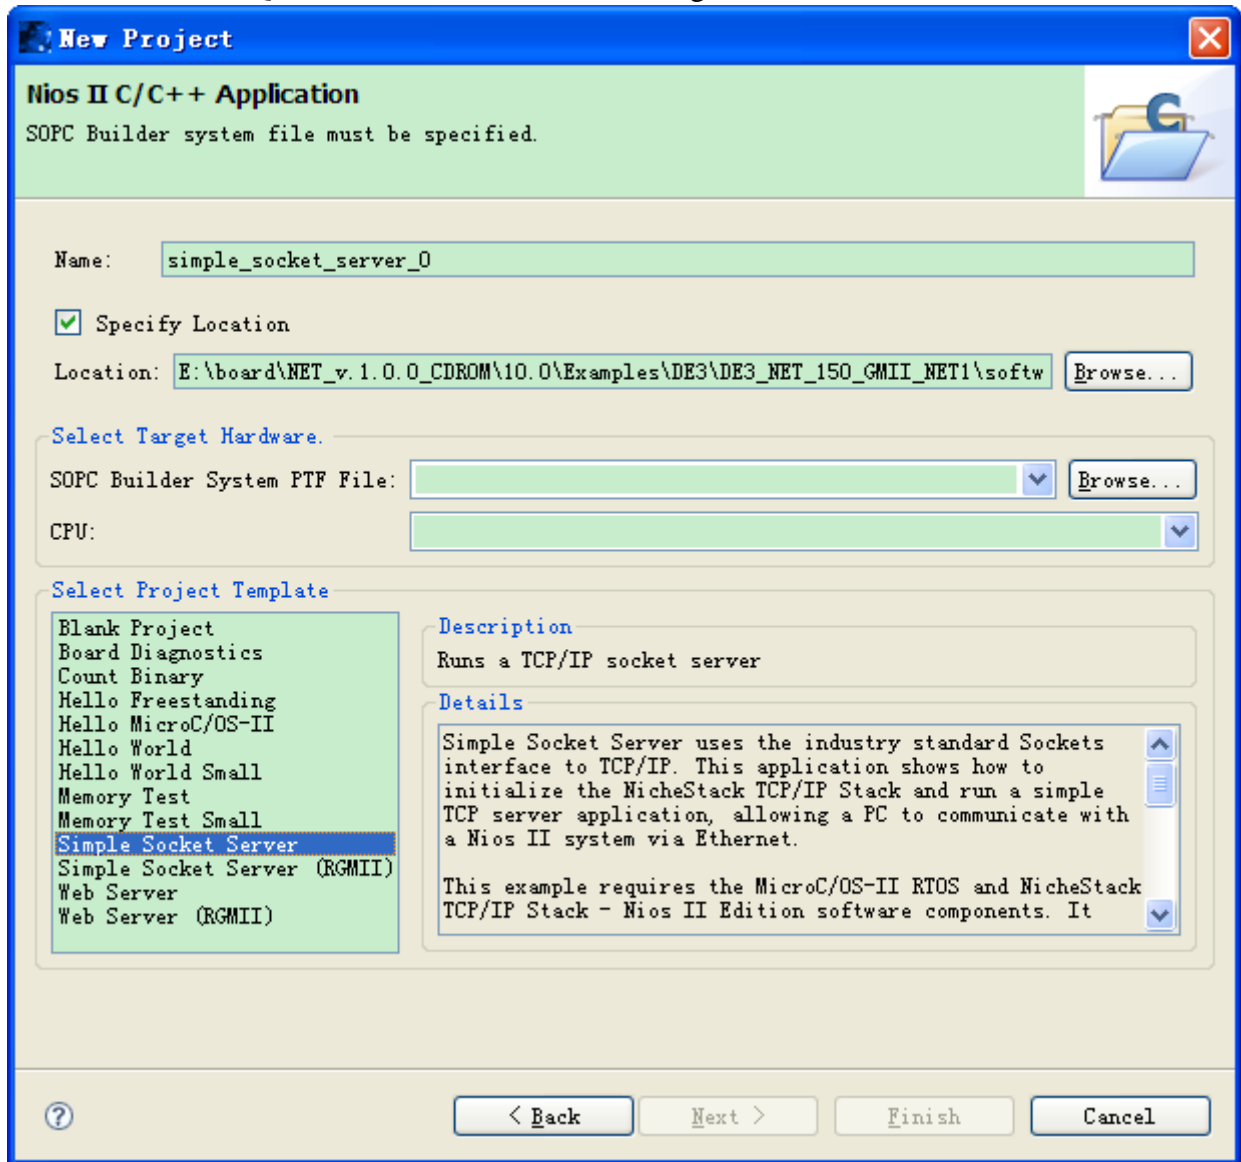 New Project
Nios II C/C++ Application
SOPC Builder system file must be specified.
Name: simple_socket_server_0
Specify Location
Location: E:\board\NET_v.1.0.0_CDROM\10.0\Examples\DE3\DE3_NET_150_GMII_NET1\softw Browse...
Select Target Hardware.
SOPC Builder System PTF File: Browse...
CPU:
Select Project Template
Blank Project
Board Diagnostics
Count Binary
Hello Freestanding
Hello MicroC/OS-II
Hello World
Hello World Small
Memory Test
Memory Test Small
Simple Socket Server
Simple Socket Server (RGMII)
Web Server
Web Server (RGMII)
Description
Runs a TCP/IP socket server
Details
Simple Socket Server uses the industry standard Sockets
interface to TCP/IP. This application shows how to
initialize the NicheStack TCP/IP Stack and run a simple
TCP server application, allowing a PC to communicate with
a Nios II system via Ethernet.
This example requires the MicroC/OS-II RTOS and NicheStack
TCP/IP Stack - Nios II Edition software components. It
< Back Next > Finish Cancel